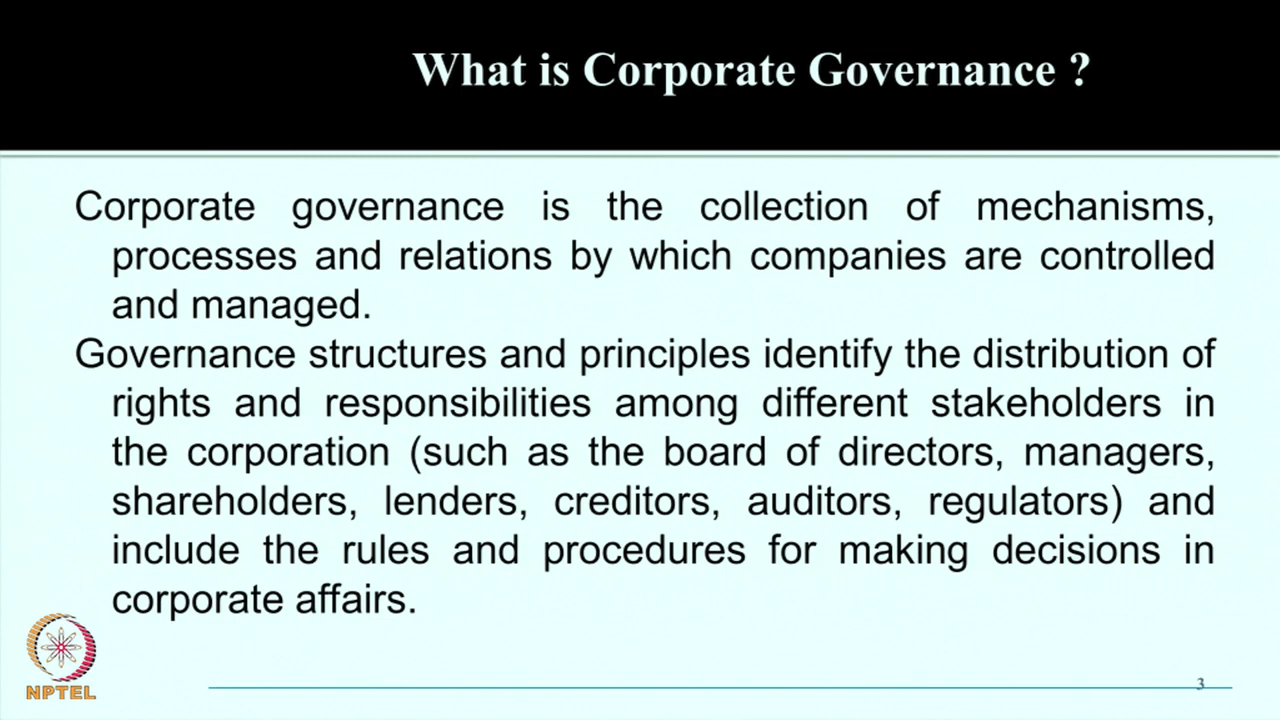 What is Corporate Governance ?
Corporate governance is the collection of mechanisms,
processes and relations by which companies are controlled
and managed.
Governance structures and principles identify the distribution of
rights and responsibilities among different stakeholders in
the corporation (such as the board of directors, managers,
shareholders, lenders, creditors, auditors, regulators) and
include the rules and procedures for making decisions in
corporate affairs.
NPTEL
3